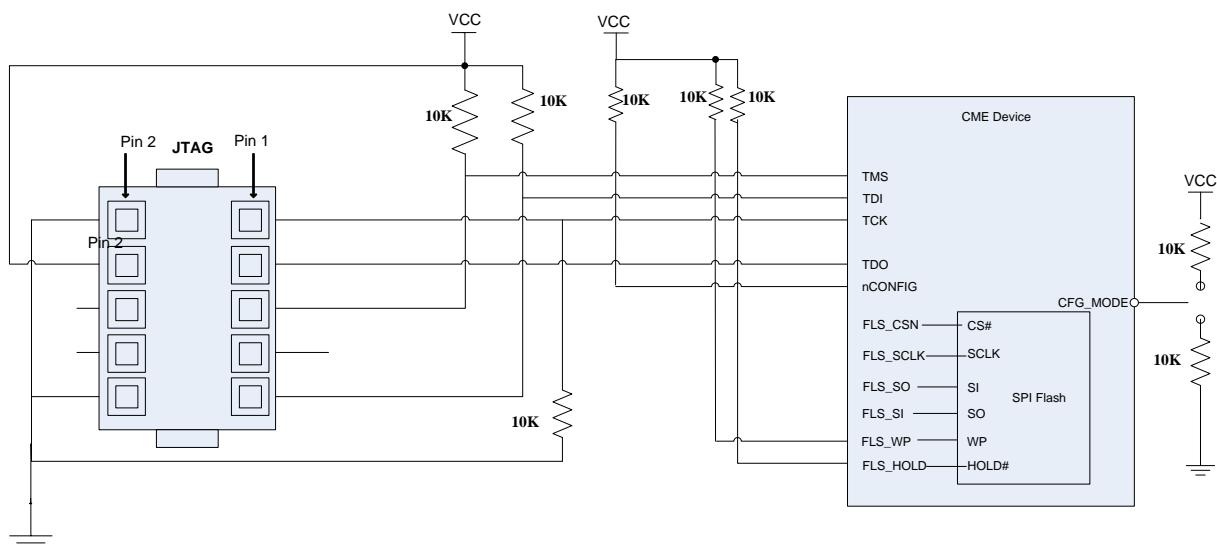 VCC
VCC
10K
10K
10K
10K
10K
CME Device
Pin 2
JTAG
Pin 1
Pin 2
TMS
TDI
TCK
TDO
nCONFIG
VCC
10K
CFG_MODE
FLS_CSN
CS#
FLS_SCLK
SCLK
FLS_SO
SI
SPI Flash
FLS_SI
SO
FLS_WP
WP
FLS_HOLD
HOLD#
10K
10K